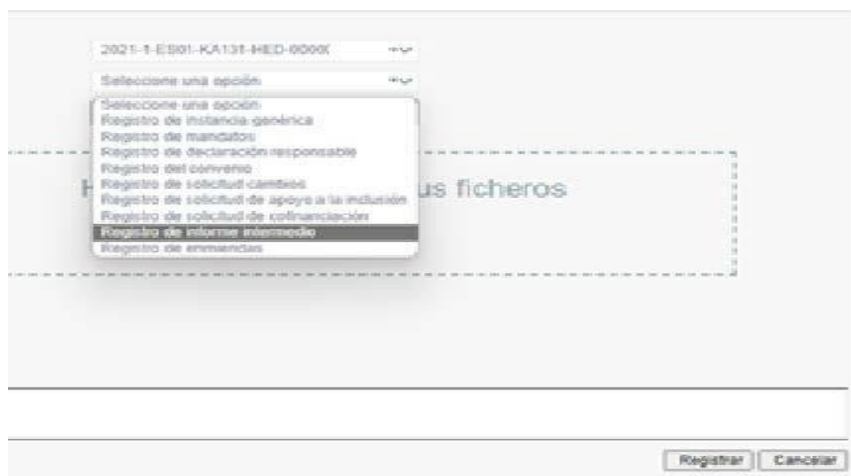 2021-1-ES01-KA131-HED-0000
Seleccione una opción
Seleccione una opción
Registro de instancia genérica
Registro de mandatos
Registro de declaración responsable
Registro del convenio
Registro de solicitud cambios
Registro de solicitud de apoyo a la inclusión
Registro de solicitud de cofinanciación
Registro de informe intermedio
Registro de enmiendas
H us ficheros
Registrar Cancelar